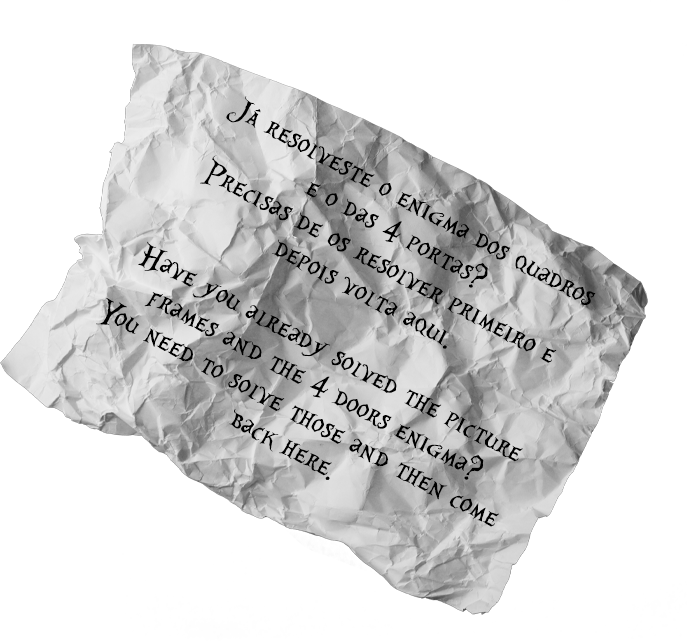 Já resolveste o enigma dos quadros
e o das 4 portas?
Precisas de os resolver primeiro e
depois volta aqui.
Have you already solved the picture
frames and the 4 doors enigma?
You need to solve those and then come
back here.